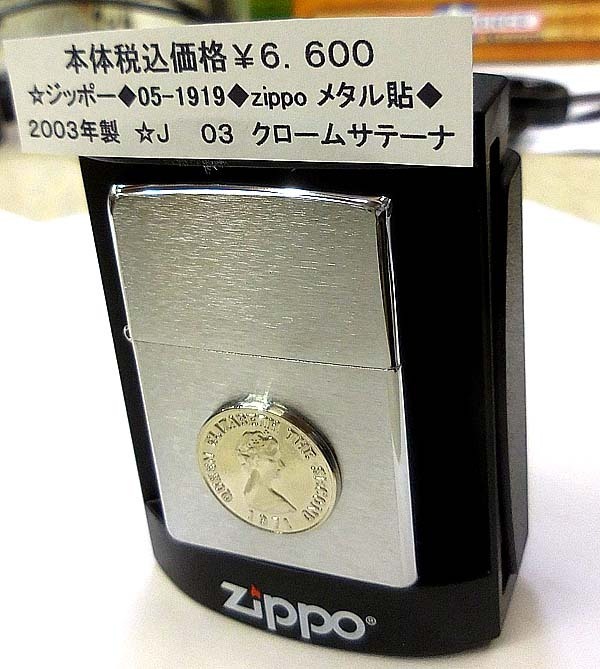 本体税込価格￥6.600
☆ジッポー◆05-1919◆zippo メタル貼◆
2003年製 ☆J 03 クロームサテーナ
QUEEN ELIZABETH THE SECOND
1971
zippo®